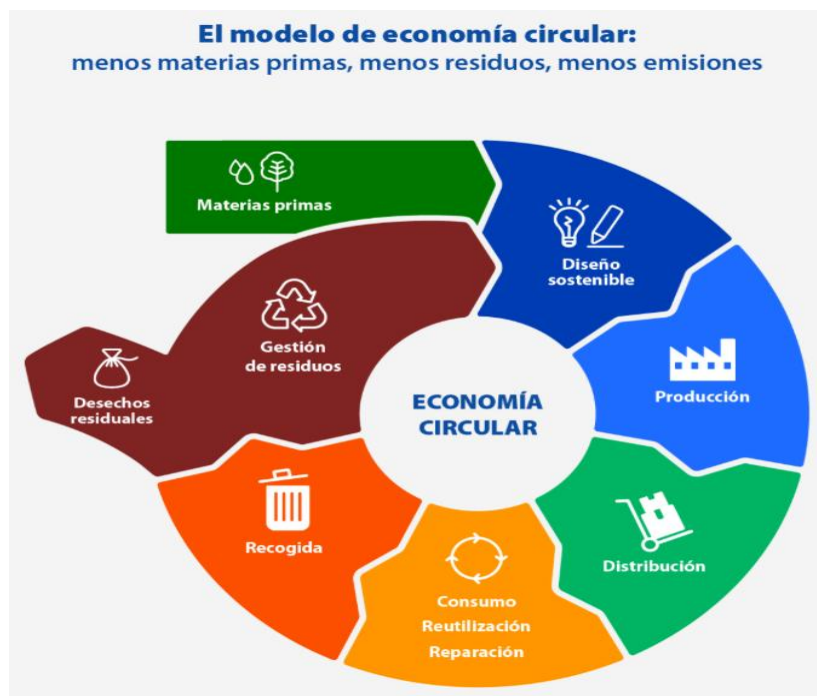 El modelo de economía circular:
menos materias primas, menos residuos, menos emisiones
Materias primas
Diseño
sostenible
Producción
Distribución
Consumo
Reutilización
Reparación
Recogida
Gestión
de residuos
Desechos
residuales
ECONOMÍA
CIRCULAR